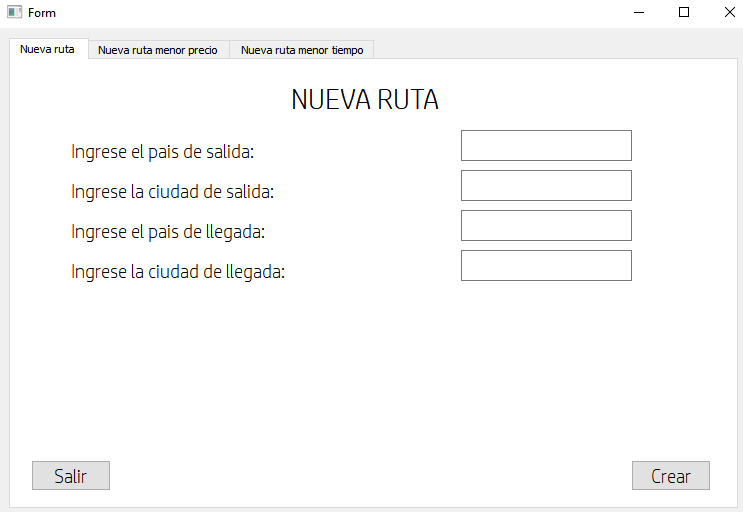 Form
Nueva ruta Nueva ruta menor precio Nueva ruta menor tiempo
NUEVA RUTA
Ingrese el pais de salida:
Ingrese la ciudad de salida:
Ingrese el pais de llegada:
Ingrese la ciudad de llegada:
Salir Crear